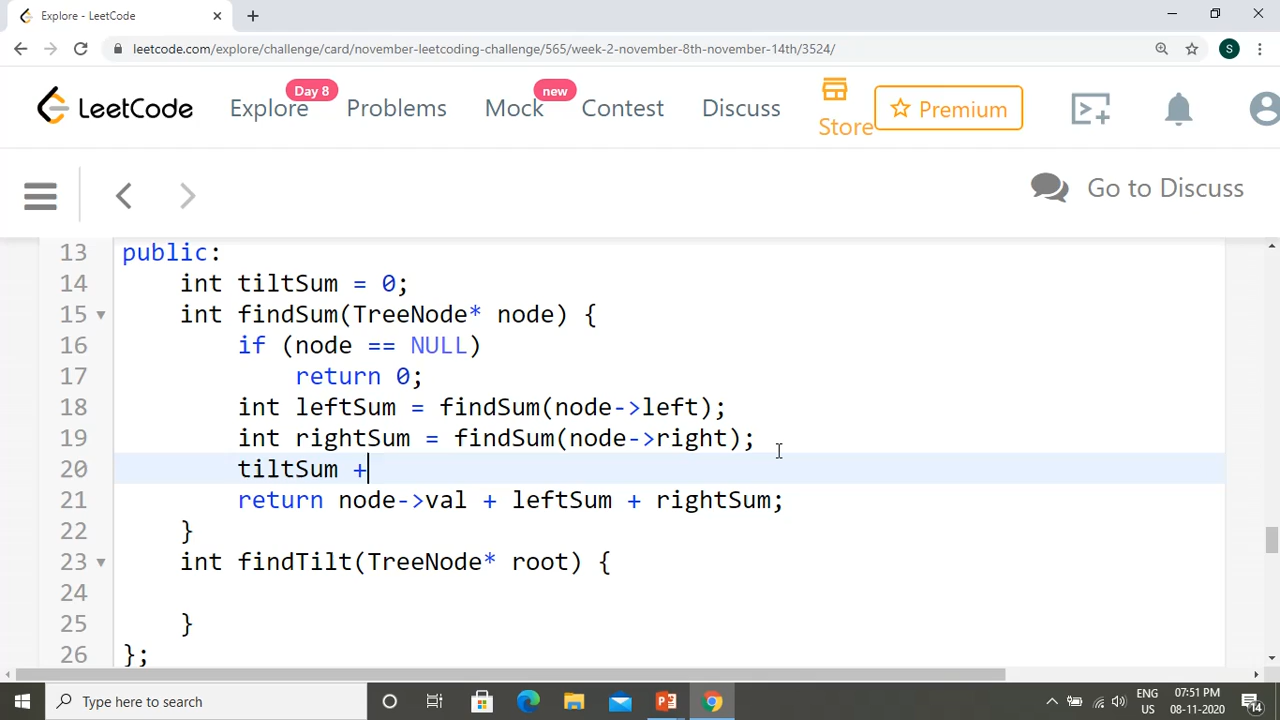 Explore - LeetCode
leetcode.com/explore/challenge/card/november-leetcoding-challenge/565/week-2-november-8th-november-14th/3524/
S
LeetCode
Explore
Day 8
Problems
Mock
new
Contest
Discuss
Store
Premium
Go to Discuss
13 public:
14 int tiltSum = 0;
15 int findSum(TreeNode* node) {
16 if (node == NULL)
17 return 0;
18 int leftSum = findSum(node->left);
19 int rightSum = findSum(node->right);
20 tiltSum +
21 return node->val + leftSum + rightSum;
22 }
23 int findTilt(TreeNode* root) {
24
25 }
26 };
Type here to search
ENG
US
07:51 PM
08-11-2020
14